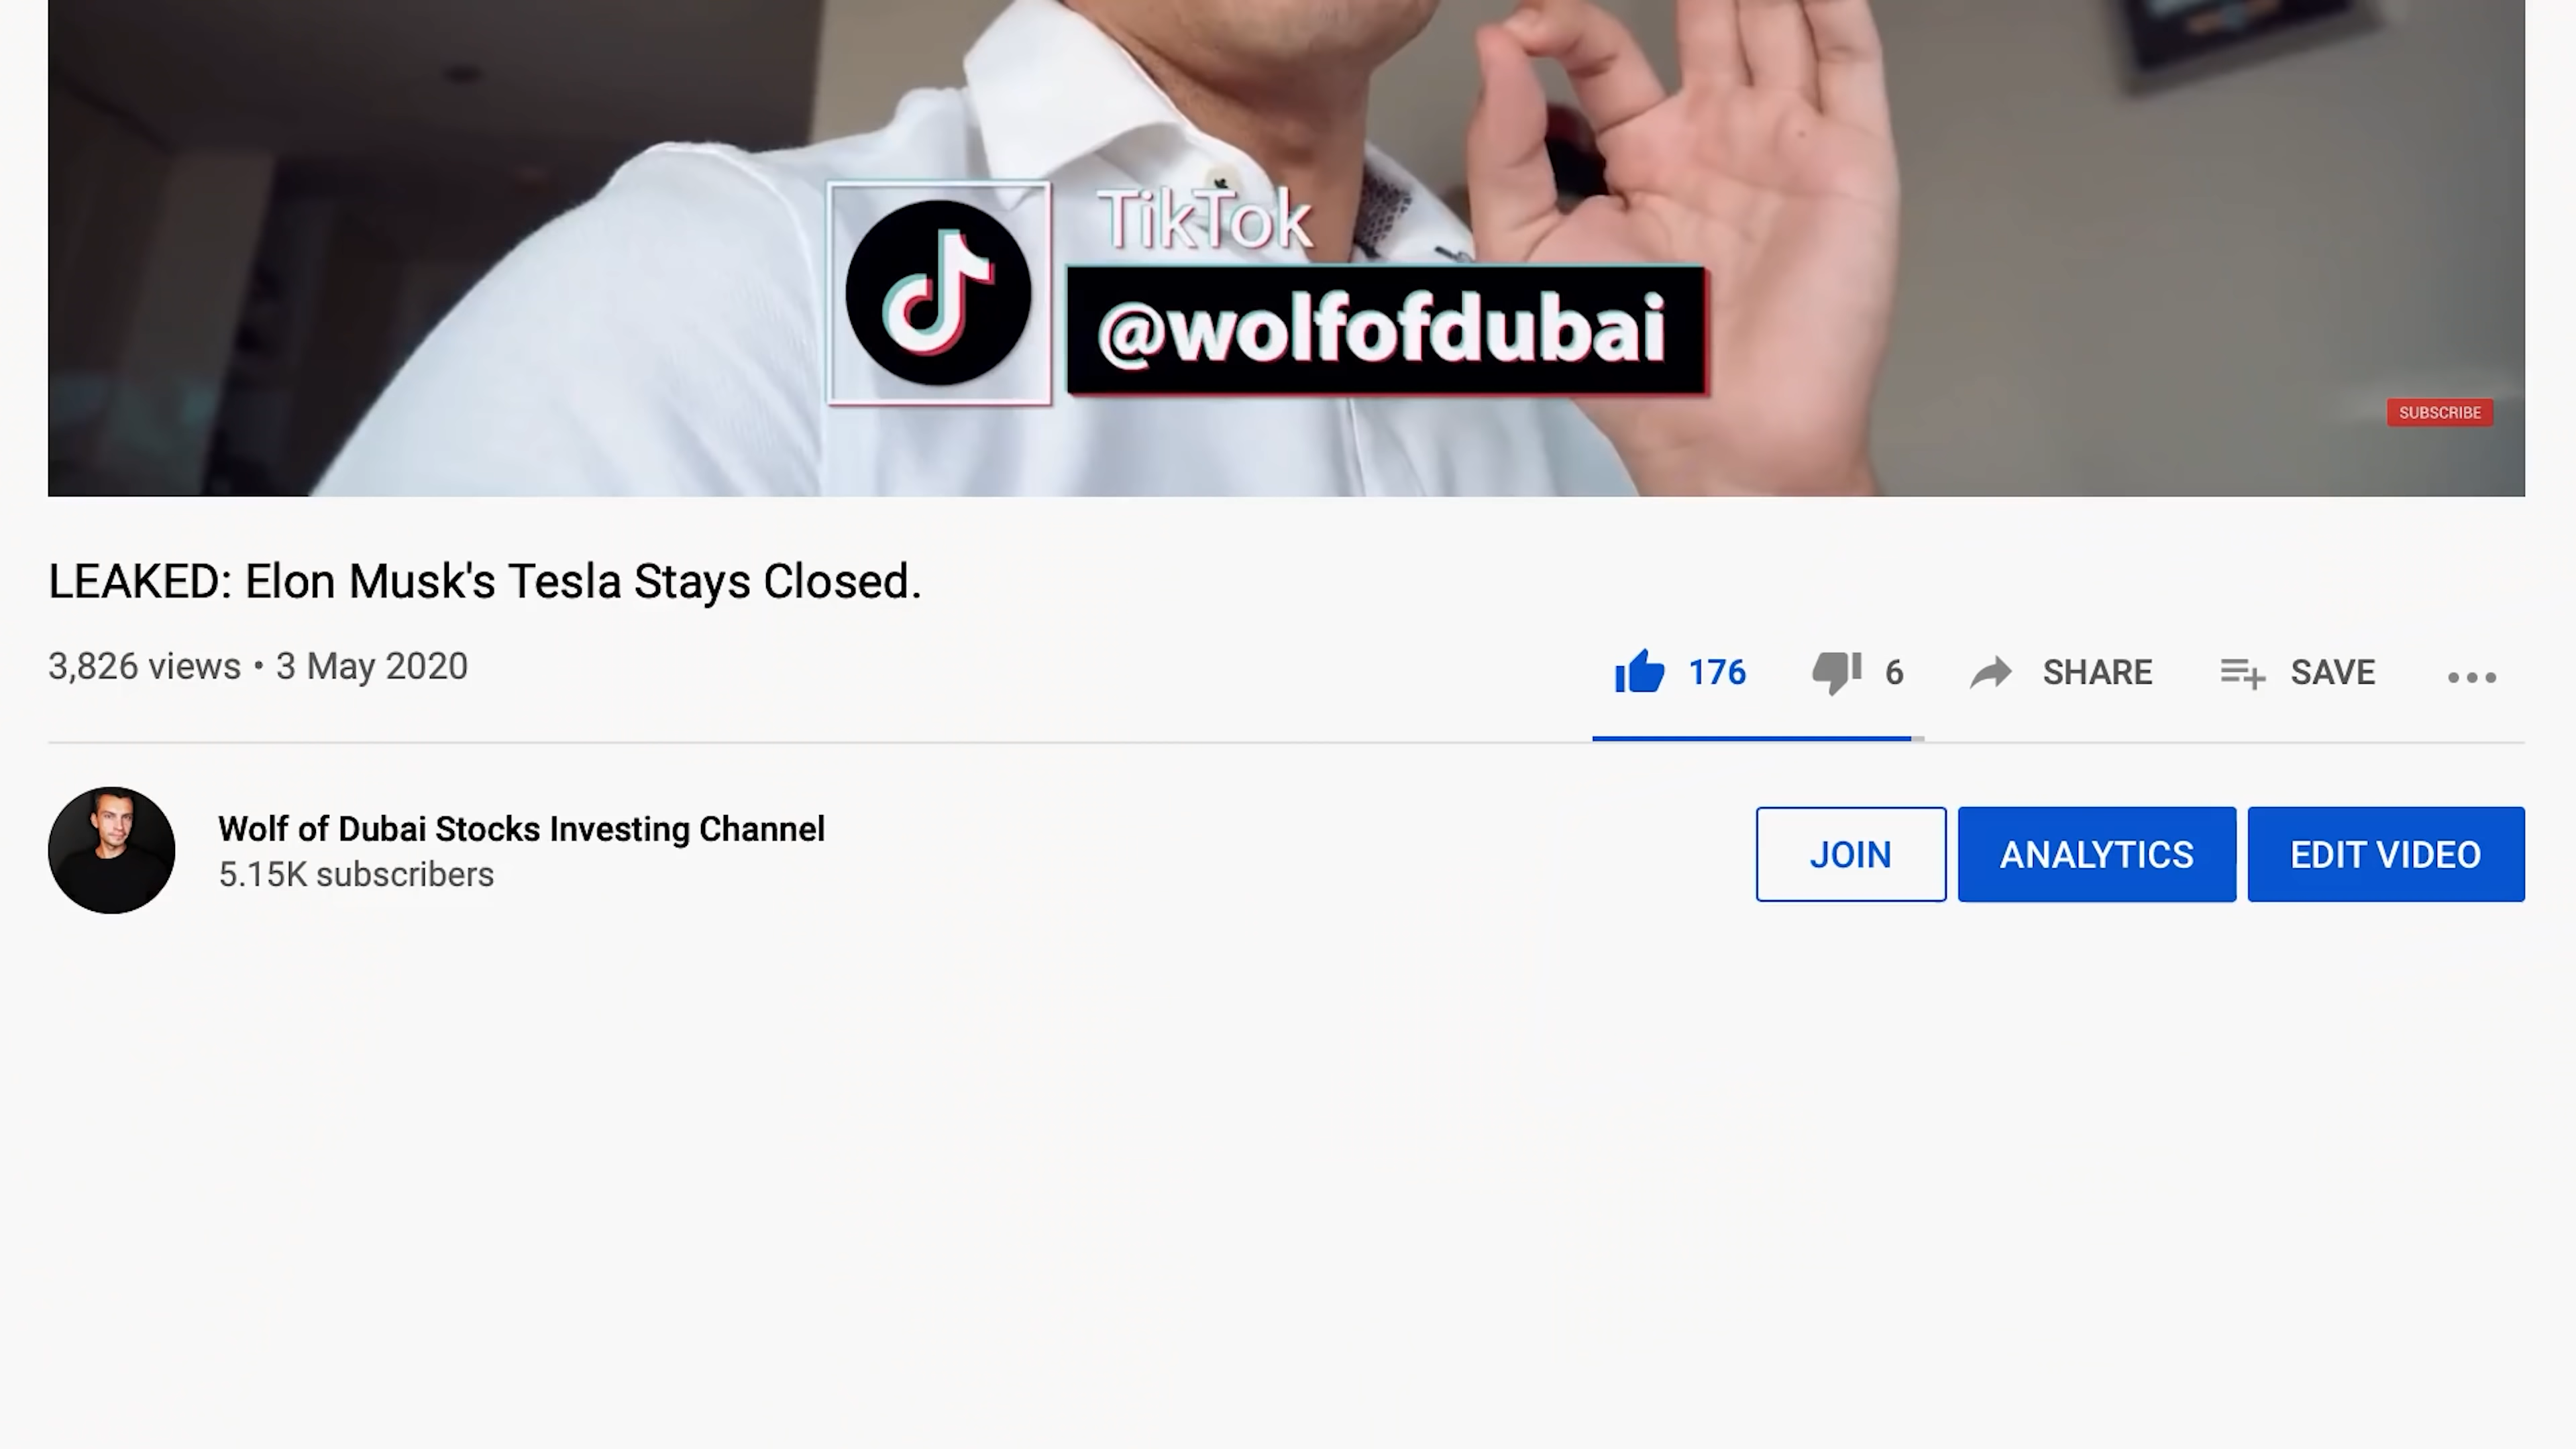 TikTok
@wolfofdubai
SUBSCRIBE
LEAKED: Elon Musk's Tesla Stays Closed.
3,826 views • 3 May 2020
176
6
SHARE
SAVE
Wolf of Dubai Stocks Investing Channel
5.15K subscribers
JOIN
ANALYTICS
EDIT VIDEO